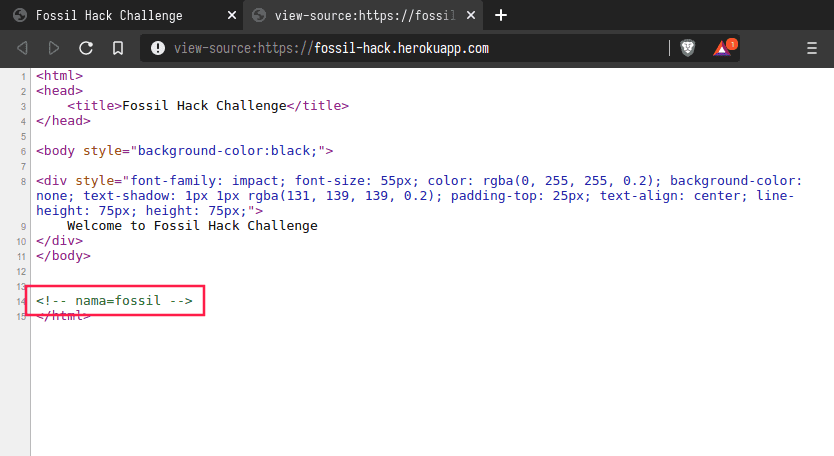 Fossil Hack Challenge
view-source:https://fossil
view-source:https://fossil-hack.herokuapp.com
1
1 <html>
2 <head>
3 <title>Fossil Hack Challenge</title>
4 </head>
5
6 <body style="background-color:black;">
7
8 <div style="font-family: impact; font-size: 55px; color: rgba(0, 255, 255, 0.2); background-color:
none; text-shadow: 1px 1px rgba(131, 139, 139, 0.2); padding-top: 25px; text-align: center; line-
height: 75px; height: 75px;">
9 Welcome to Fossil Hack Challenge
10 </div>
11 </body>
12
13
14 <!-- nama=fossil -->
15 </html>